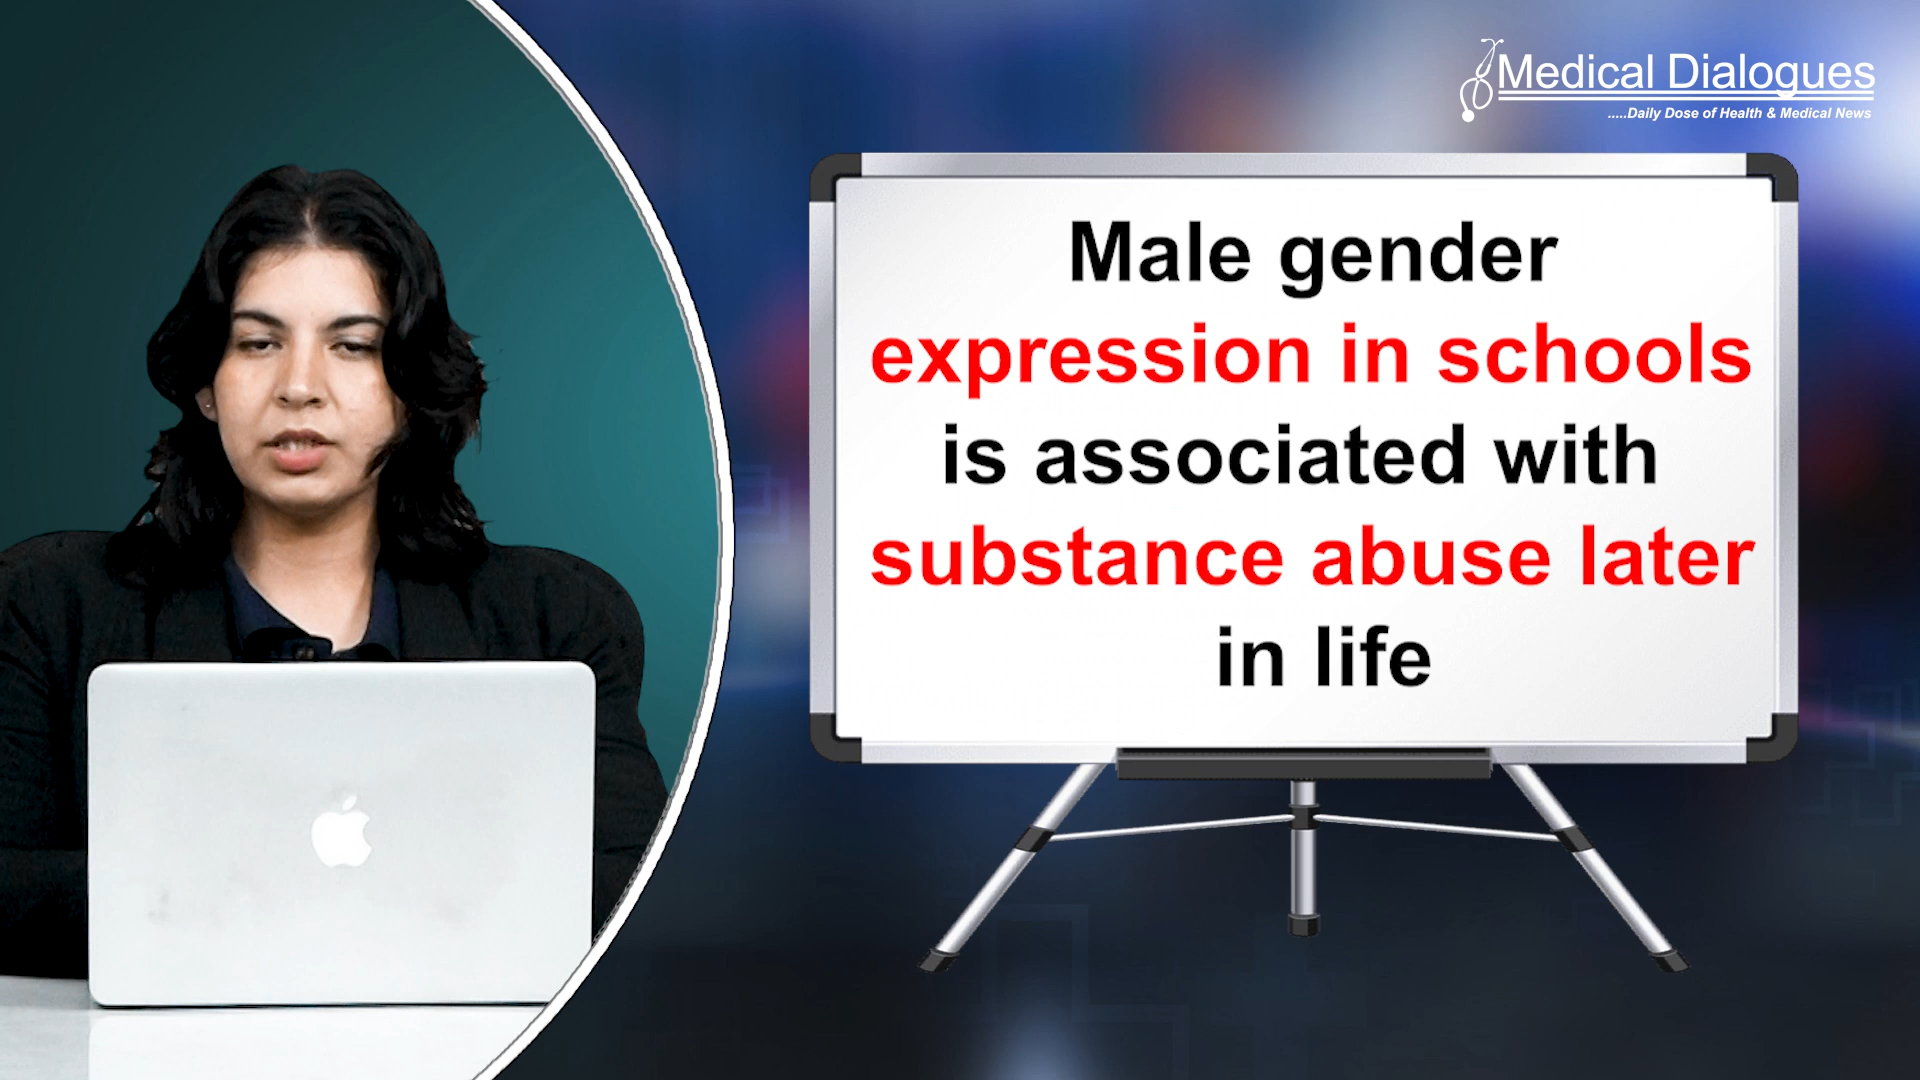 Medical Dialogues
.....Daily Dose of Health & Medical News
Male gender
expression in schools
is associated with
substance abuse later
in life